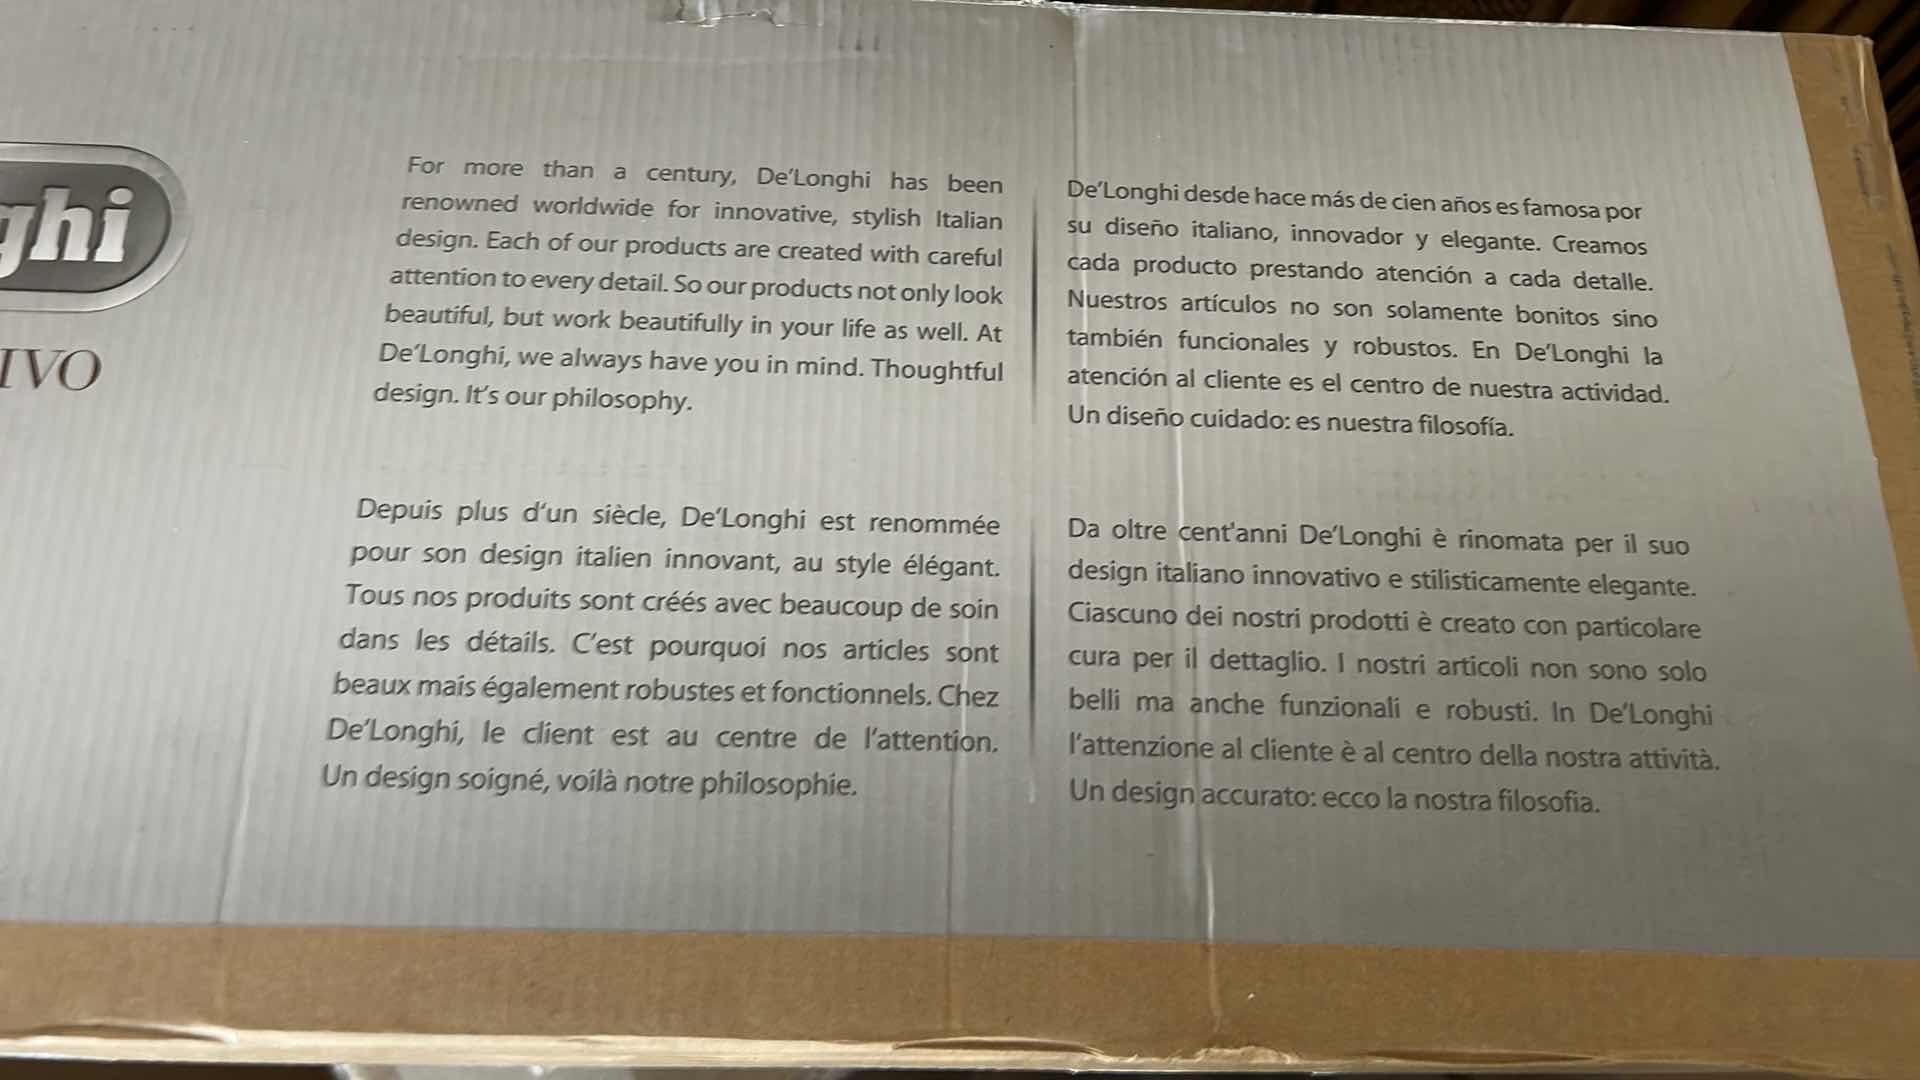 ghi
IVO
For more than a century, De'Longhi has been
renowned worldwide for innovative, stylish Italian
design. Each of our products are created with careful
attention to every detail. So our products not only look
beautiful, but work beautifully in your life as well. At
De'Longhi, we always have you in mind. Thoughtful
design. It's our philosophy.
De'Longhi desde hace más de cien años es famosa por
su diseño italiano, innovador y elegante. Creamos
cada producto prestando atención a cada detalle.
Nuestros artículos no son solamente bonitos sino
también funcionales y robustos. En De'Longhi la
atención al cliente es el centro de nuestra actividad.
Un diseño cuidado: es nuestra filosofía.
Depuis plus d'un siècle, De'Longhi est renommée
pour son design italien innovant, au style élégant.
Tous nos produits sont créés avec beaucoup de soin
dans les détails. C'est pourquoi nos articles sont
beaux mais également robustes et fonctionnels. Chez
De'Longhi, le client est au centre de l'attention.
Un design soigné, voilà notre philosophie.
Da oltre cent'anni De'Longhi è rinomata per il suo
design italiano innovativo e stilisticamente elegante.
Ciascuno dei nostri prodotti è creato con particolare
cura per il dettaglio. I nostri articoli non sono solo
belli ma anche funzionali e robusti. In De'Longhi
l'attenzione al cliente è al centro della nostra attività.
Un design accurato: ecco la nostra filosofia.